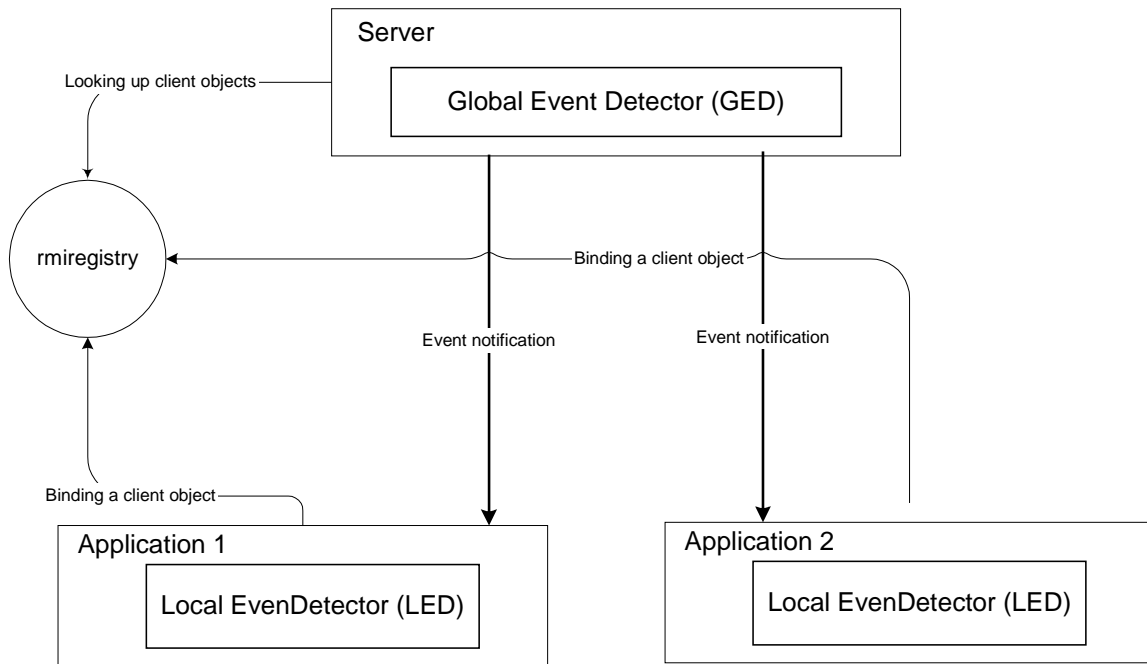 Server
Looking up client objects
Global Event Detector (GED)
rmiregistry
Binding a client object
Event notification
Event notification
Binding a client object
Application 1
Application 2
Local EvenDetector (LED)
Local EvenDetector (LED)